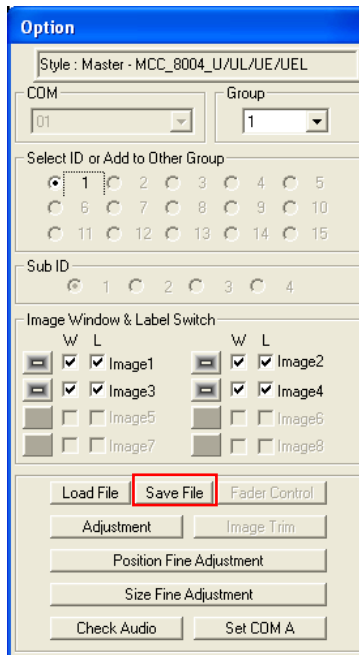 Option
Style : Master - MCC_8004_U/UL/UE/UEL
COM Group
01 1
Select ID or Add to Other Group
1 2 3 4 5
6 7 8 9 10
11 12 13 14 15
Sub ID
1 2 3 4
Image Window & Label Switch
W L W L
Image1 Image2
Image3 Image4
Image5 Image6
Image7 Image8
Load File Save File Fader Control
Adjustment Image Trim
Position Fine Adjustment
Size Fine Adjustment
Check Audio Set COM A